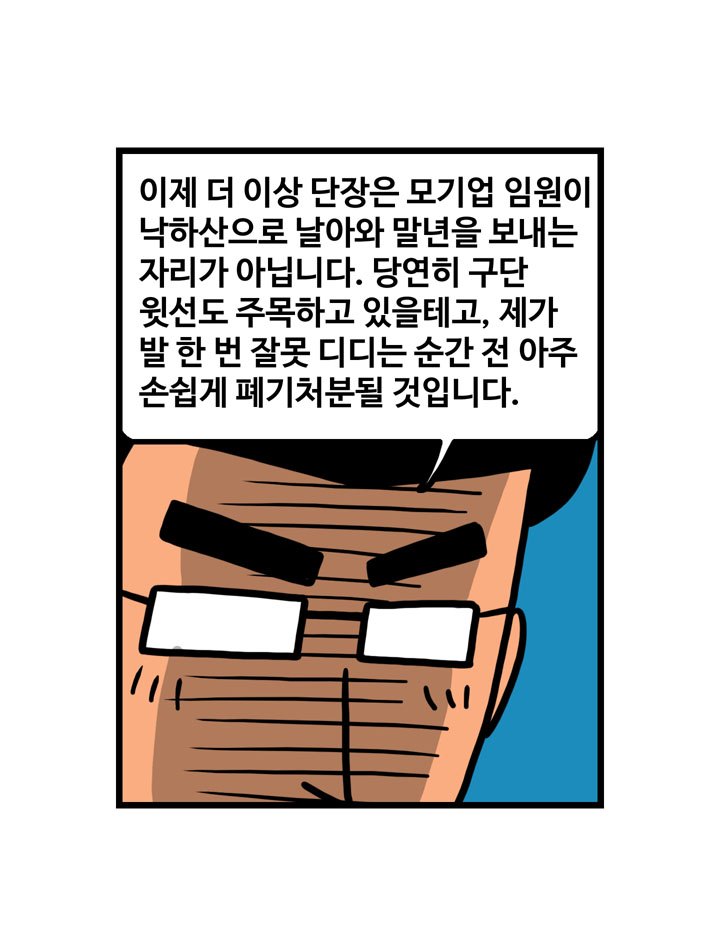 이제 더 이상 단장은 모기업 임원이
낙하산으로 날아와 말년을 보내는
자리가 아닙니다. 당연히 구단
윗선도 주목하고 있을테고, 제가
발 한 번 잘못 디디는 순간 전 아주
손쉽게 폐기처분될 것입니다.